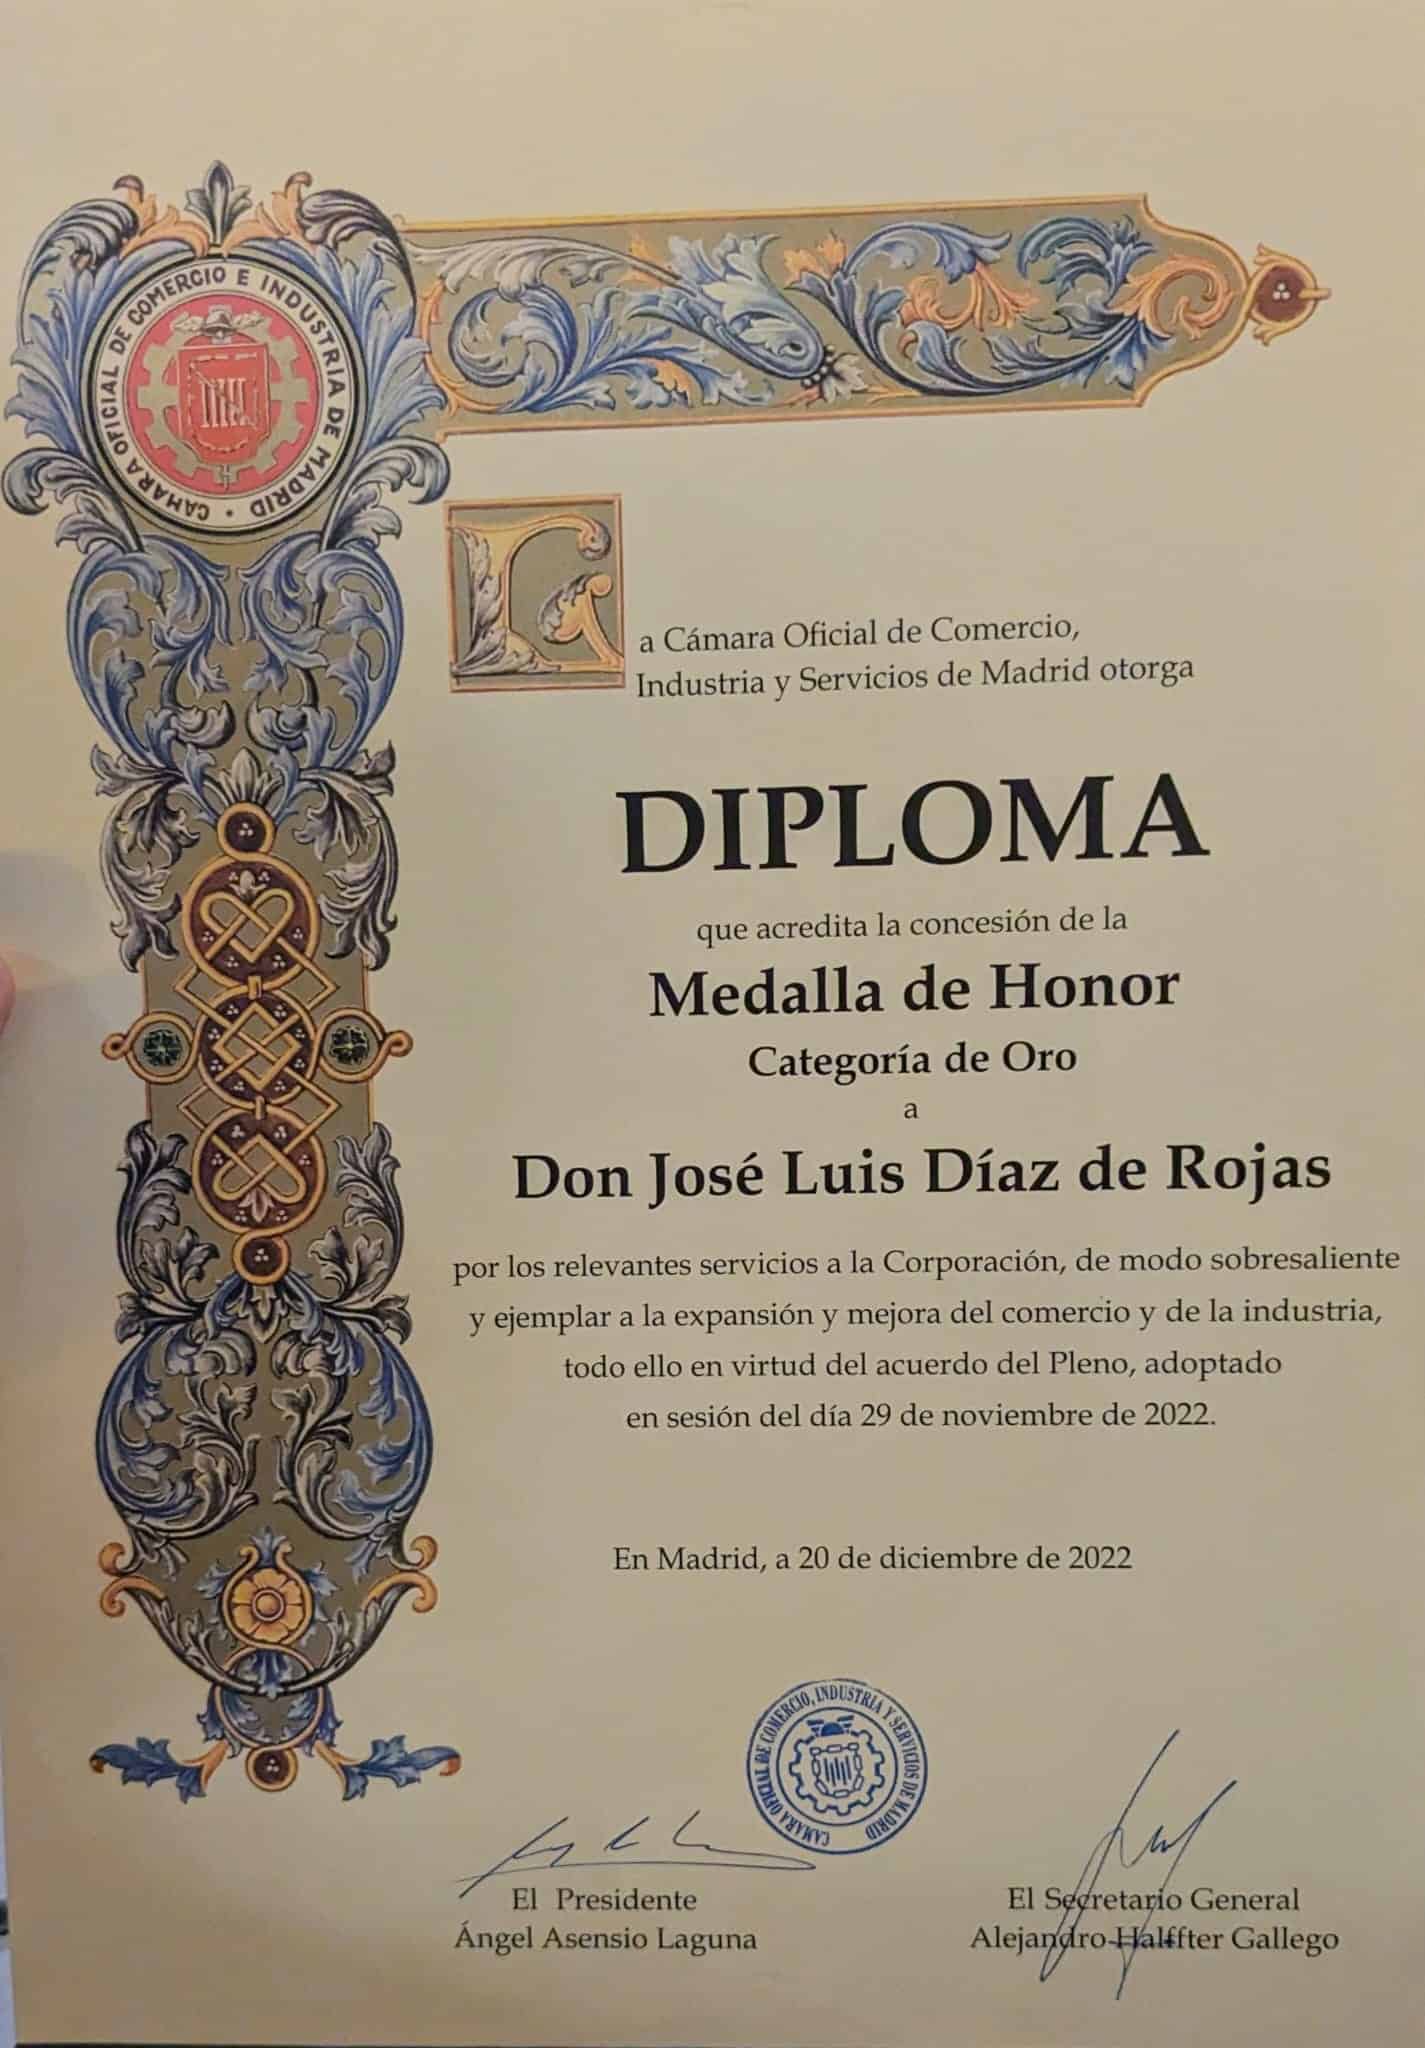 CAMARA OFICIAL DE COMERCIO E INDUSTRIA DE MADRID
La Cámara Oficial de Comercio,
Industria y Servicios de Madrid otorga
DIPLOMA
que acredita la concesión de la
Medalla de Honor
Categoría de Oro
a
Don José Luis Díaz de Rojas
por los relevantes servicios a la Corporación, de modo sobresaliente
y ejemplar a la expansión y mejora del comercio y de la industria,
todo ello en virtud del acuerdo del Pleno, adoptado
en sesión del día 29 de noviembre de 2022.
En Madrid, a 20 de diciembre de 2022
CAMARA OFICIAL DE COMERCIO, INDUSTRIA Y SERVICIOS DE MADRID
El Presidente
Ángel Asensio Laguna
El Secretario General
Alejandro Halffter Gallego